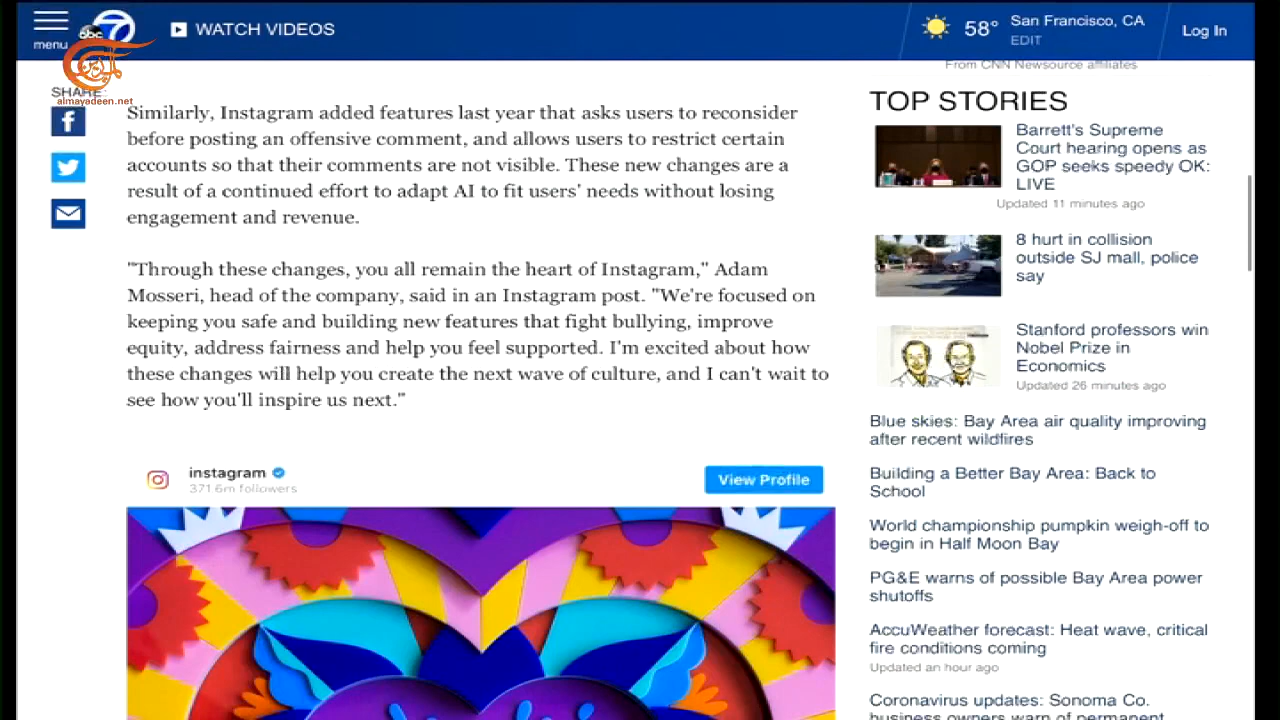 menu
abc 7
WATCH VIDEOS
58°
San Francisco, CA
EDIT
Log In
almayadeen.net
SHARE:
Similarly, Instagram added features last year that asks users to reconsider
before posting an offensive comment, and allows users to restrict certain
accounts so that their comments are not visible. These new changes are a
result of a continued effort to adapt AI to fit users' needs without losing
engagement and revenue.
"Through these changes, you all remain the heart of Instagram," Adam
Mosseri, head of the company, said in an Instagram post. "We're focused on
keeping you safe and building new features that fight bullying, improve
equity, address fairness and help you feel supported. I'm excited about how
these changes will help you create the next wave of culture, and I can't wait to
see how you'll inspire us next."
instagram
371.6m followers
View Profile
From CNN Newsource affiliates
TOP STORIES
Barrett's Supreme
Court hearing opens as
GOP seeks speedy OK:
LIVE
Updated 11 minutes ago
8 hurt in collision
outside SJ mall, police
say
Stanford professors win
Nobel Prize in
Economics
Updated 26 minutes ago
Blue skies: Bay Area air quality improving
after recent wildfires
Building a Better Bay Area: Back to
School
World championship pumpkin weigh-off to
begin in Half Moon Bay
PG&E warns of possible Bay Area power
shutoffs
AccuWeather forecast: Heat wave, critical
fire conditions coming
Updated an hour ago
Coronavirus updates: Sonoma Co.
business owners warn of permanent